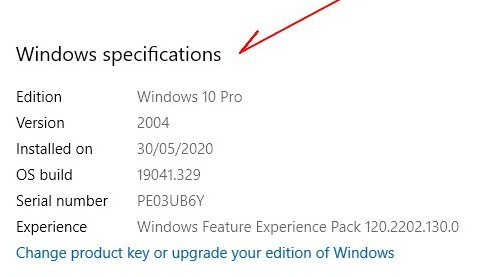 Windows specifications
Edition Windows 10 Pro
Version 2004
Installed on 30/05/2020
OS build 19041.329
Serial number PE03UB6Y
Experience Windows Feature Experience Pack 120.2202.130.0
Change product key or upgrade your edition of Windows